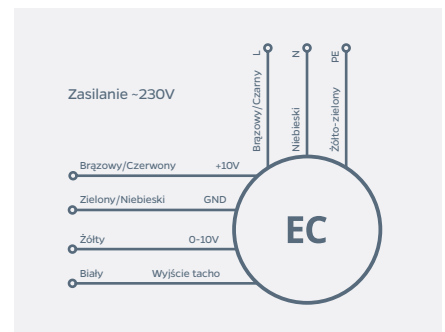 L
N
PE
Brązowy/Czarny
Niebieski
Żółto-zielony
Zasilanie ~230V
Brązowy/Czerwony +10V
Zielony/Niebieski GND
Żółty 0-10V
Biały Wyjście tacho
EC